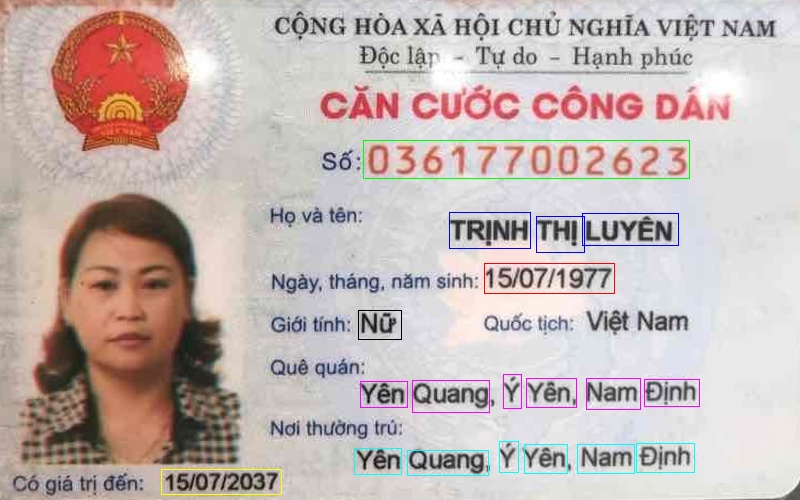 CỘNG HÒA XÃ HỘI CHỦ NGHĨA VIỆT NAM
Độc lập - Tự do - Hạnh phúc
CĂN CƯỚC CÔNG DÂN
Số: 036177002623
Họ và tên:
TRỊNH THỊ LUYÊN
Ngày, tháng, năm sinh: 15/07/1977
Giới tính: Nữ Quốc tịch: Việt Nam
Quê quán:
Yên Quang, Ý Yên, Nam Định
Nơi thường trú:
Yên Quang, Ý Yên, Nam Định
Có giá trị đến: 15/07/2037